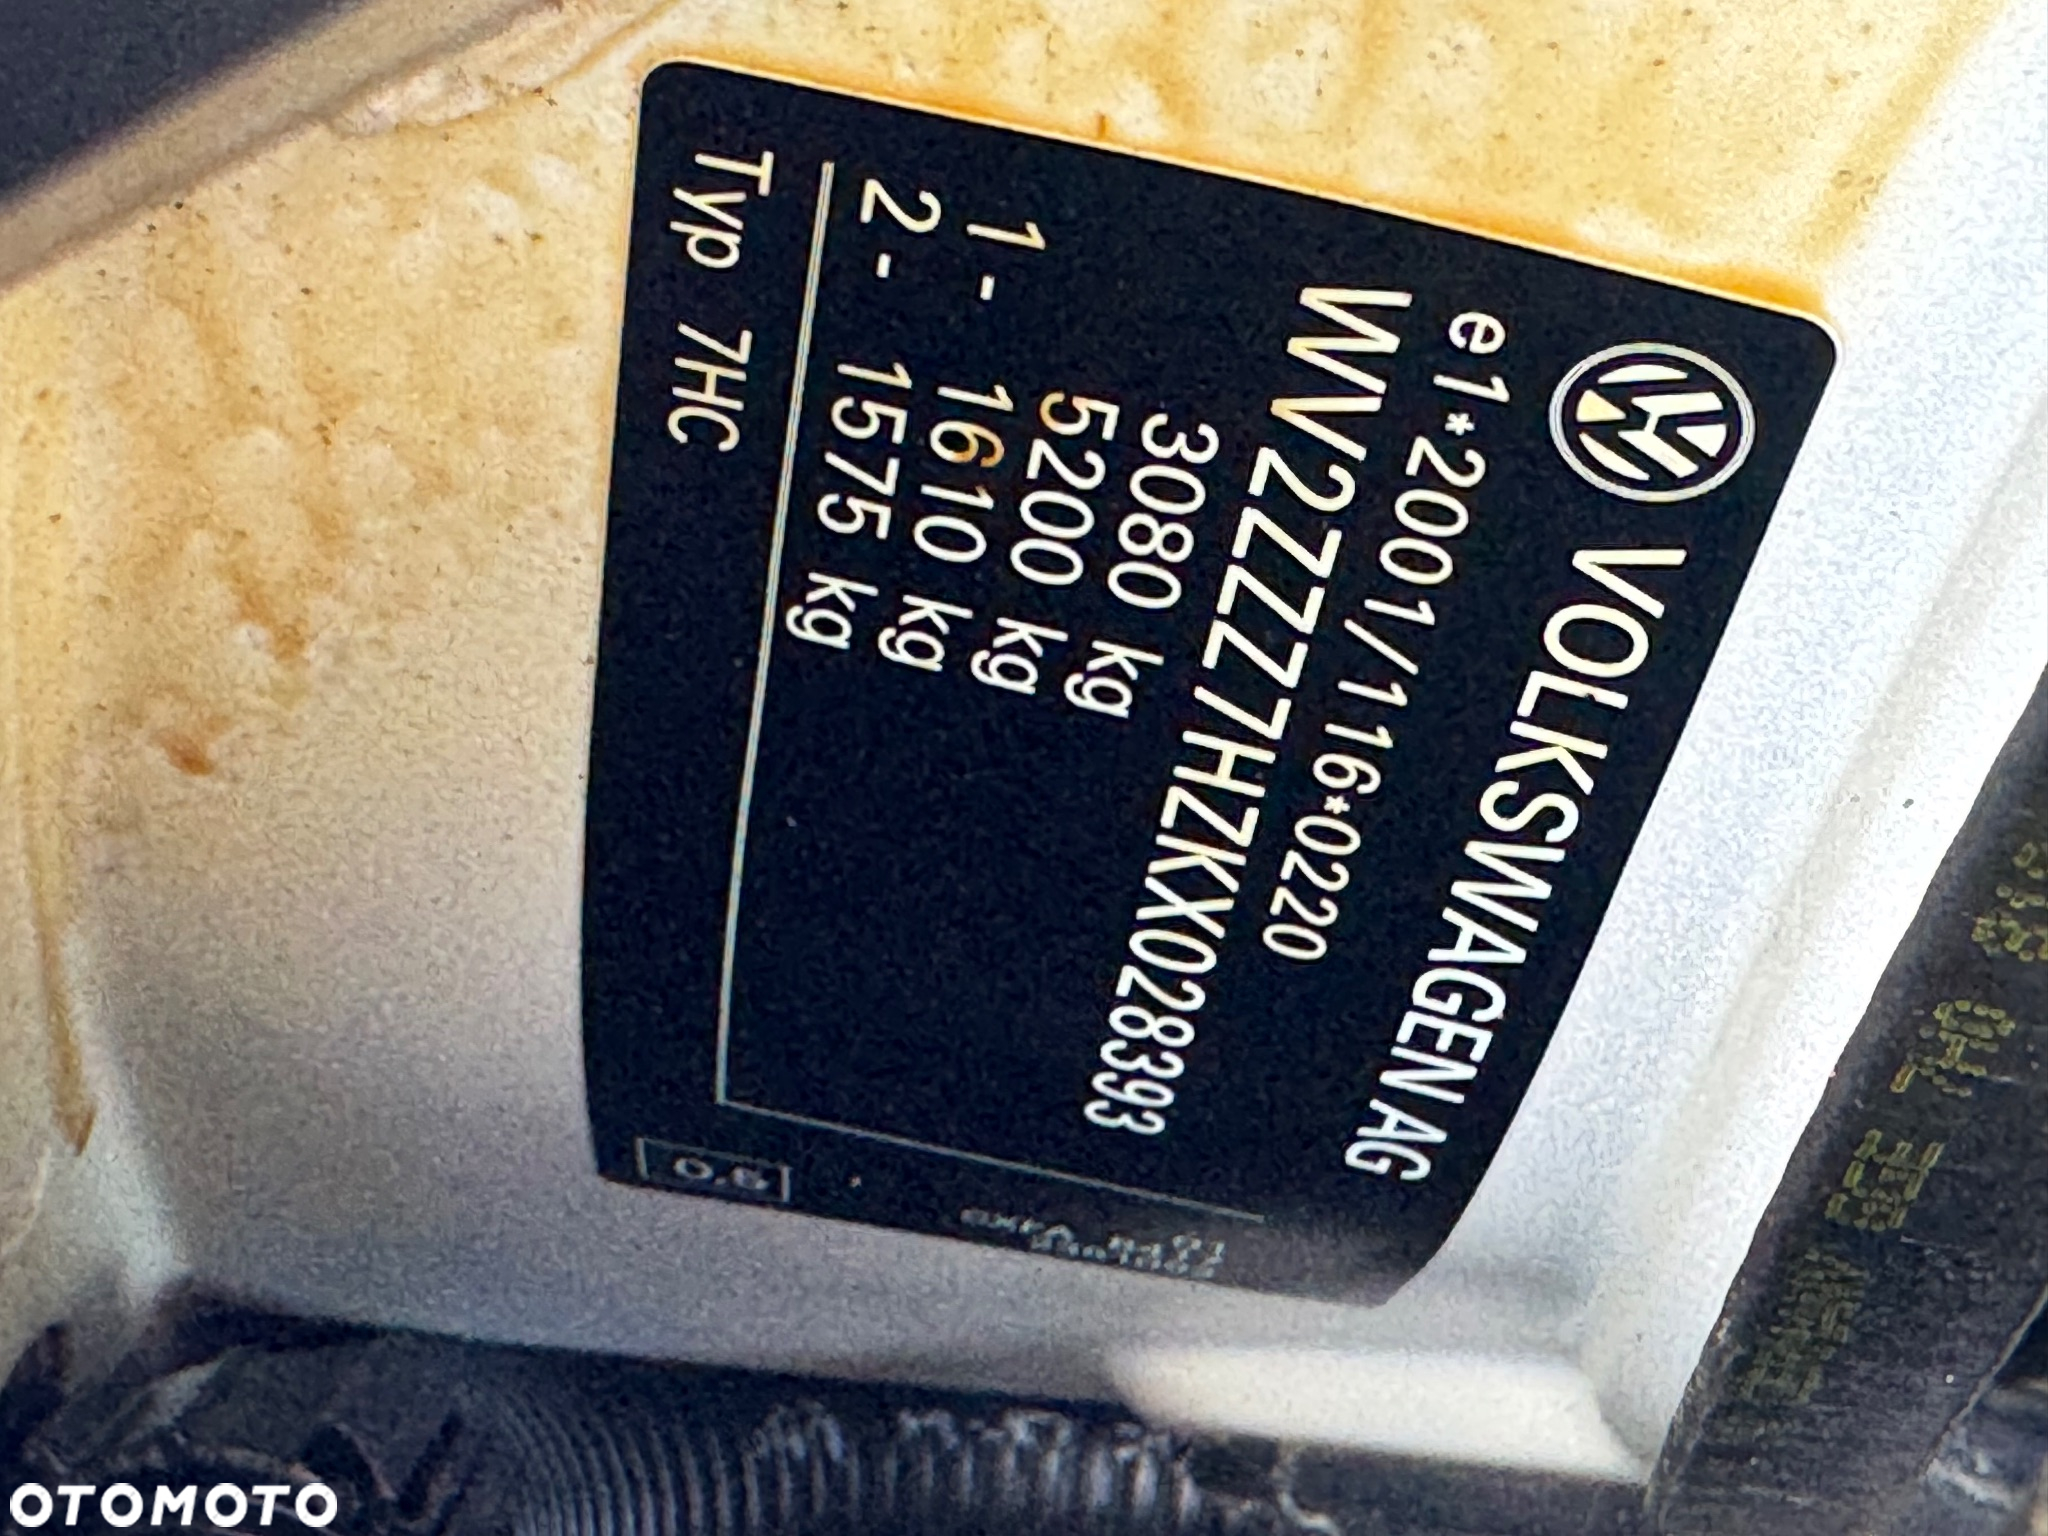 VOLKSWAGEN AG
e1*2001/116*0220
WV2ZZZ7HZKX028393
3080 kg
5200 kg
1- 1610 kg
2- 1575 kg
Typ 7HC
0.6
OTOMOTO